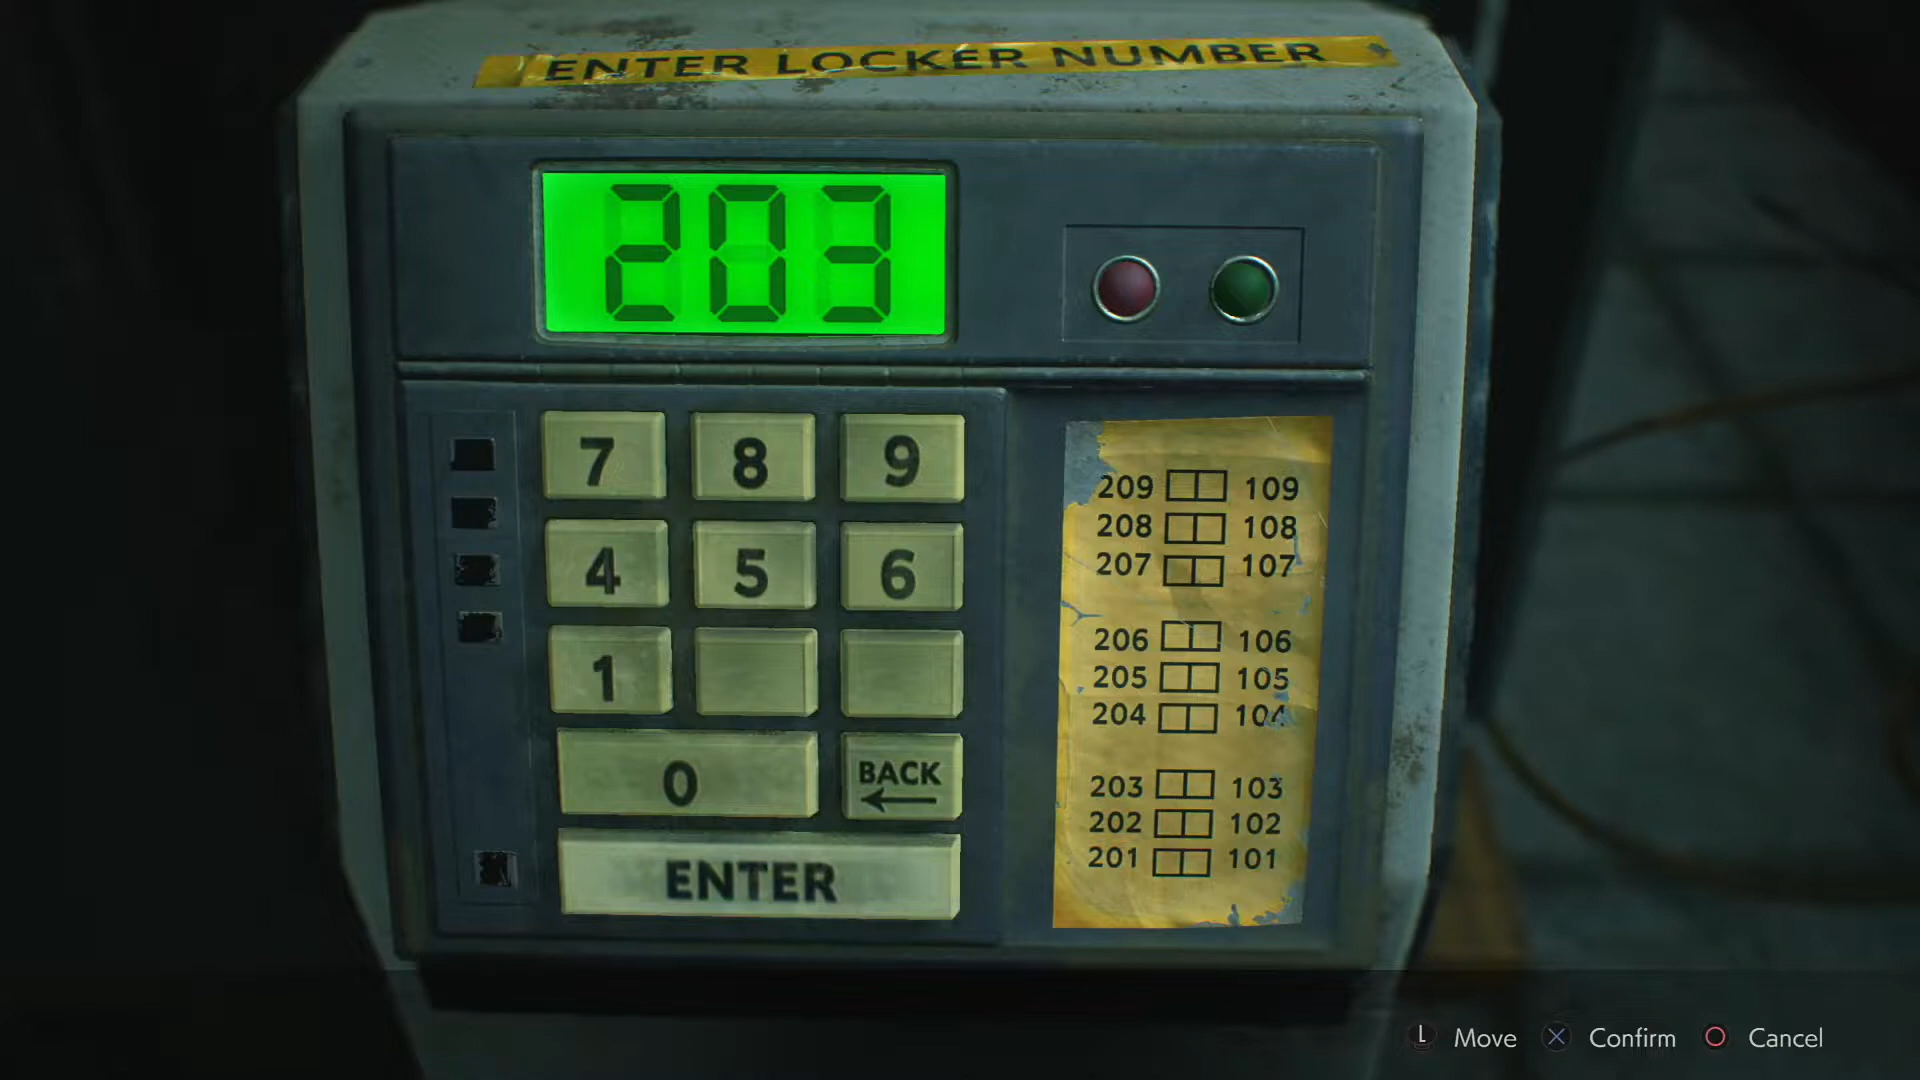 ENTER LOCKER NUMBER
203
7 8 9
4 5 6
1
0 BACK
ENTER
209 109
208 108
207 107
206 106
205 105
204 104
203 103
202 102
201 101
L Move Confirm Cancel